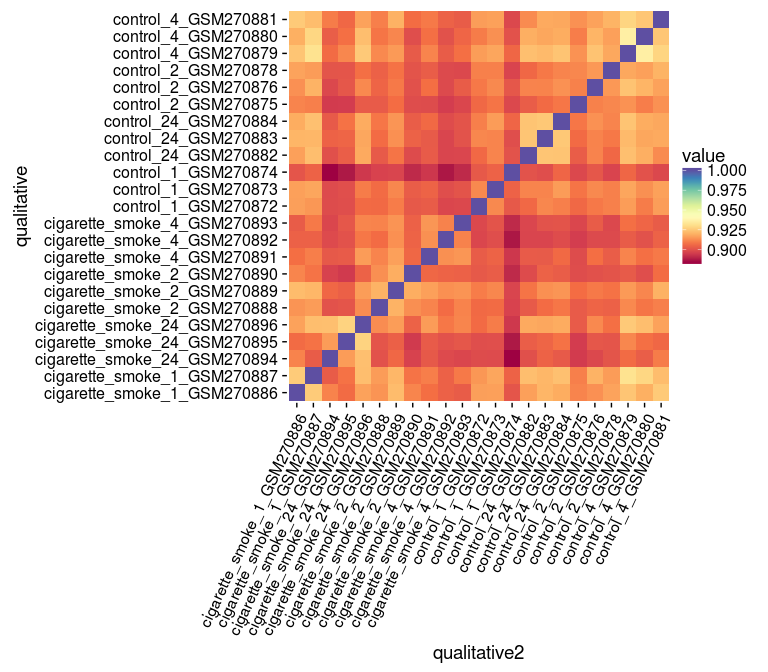 control_4_GSM270881
control_4_GSM270880
control_4_GSM270879
control_2_GSM270878
control_2_GSM270876
control_2_GSM270875
control_24_GSM270884
control_24_GSM270883
control_24_GSM270882
control_1_GSM270874
control_1_GSM270873
control_1_GSM270872
cigarette_smoke_4_GSM270893
cigarette_smoke_4_GSM270892
cigarette_smoke_4_GSM270891
cigarette_smoke_2_GSM270890
cigarette_smoke_2_GSM270889
cigarette_smoke_2_GSM270888
cigarette_smoke_24_GSM270896
cigarette_smoke_24_GSM270895
cigarette_smoke_24_GSM270894
cigarette_smoke_1_GSM270887
cigarette_smoke_1_GSM270886
qualitative
value
1.000
0.975
0.950
0.925
0.900
cigarette_smoke_1_GSM270886
cigarette_smoke_1_GSM270887
cigarette_smoke_24_GSM270894
cigarette_smoke_24_GSM270895
cigarette_smoke_24_GSM270896
cigarette_smoke_2_GSM270888
cigarette_smoke_2_GSM270889
cigarette_smoke_2_GSM270890
cigarette_smoke_4_GSM270891
cigarette_smoke_4_GSM270892
cigarette_smoke_4_GSM270893
control_1_GSM270872
control_1_GSM270873
control_1_GSM270874
control_24_GSM270882
control_24_GSM270883
control_24_GSM270884
control_2_GSM270875
control_2_GSM270876
control_2_GSM270878
control_4_GSM270879
control_4_GSM270880
control_4_GSM270881
qualitative2